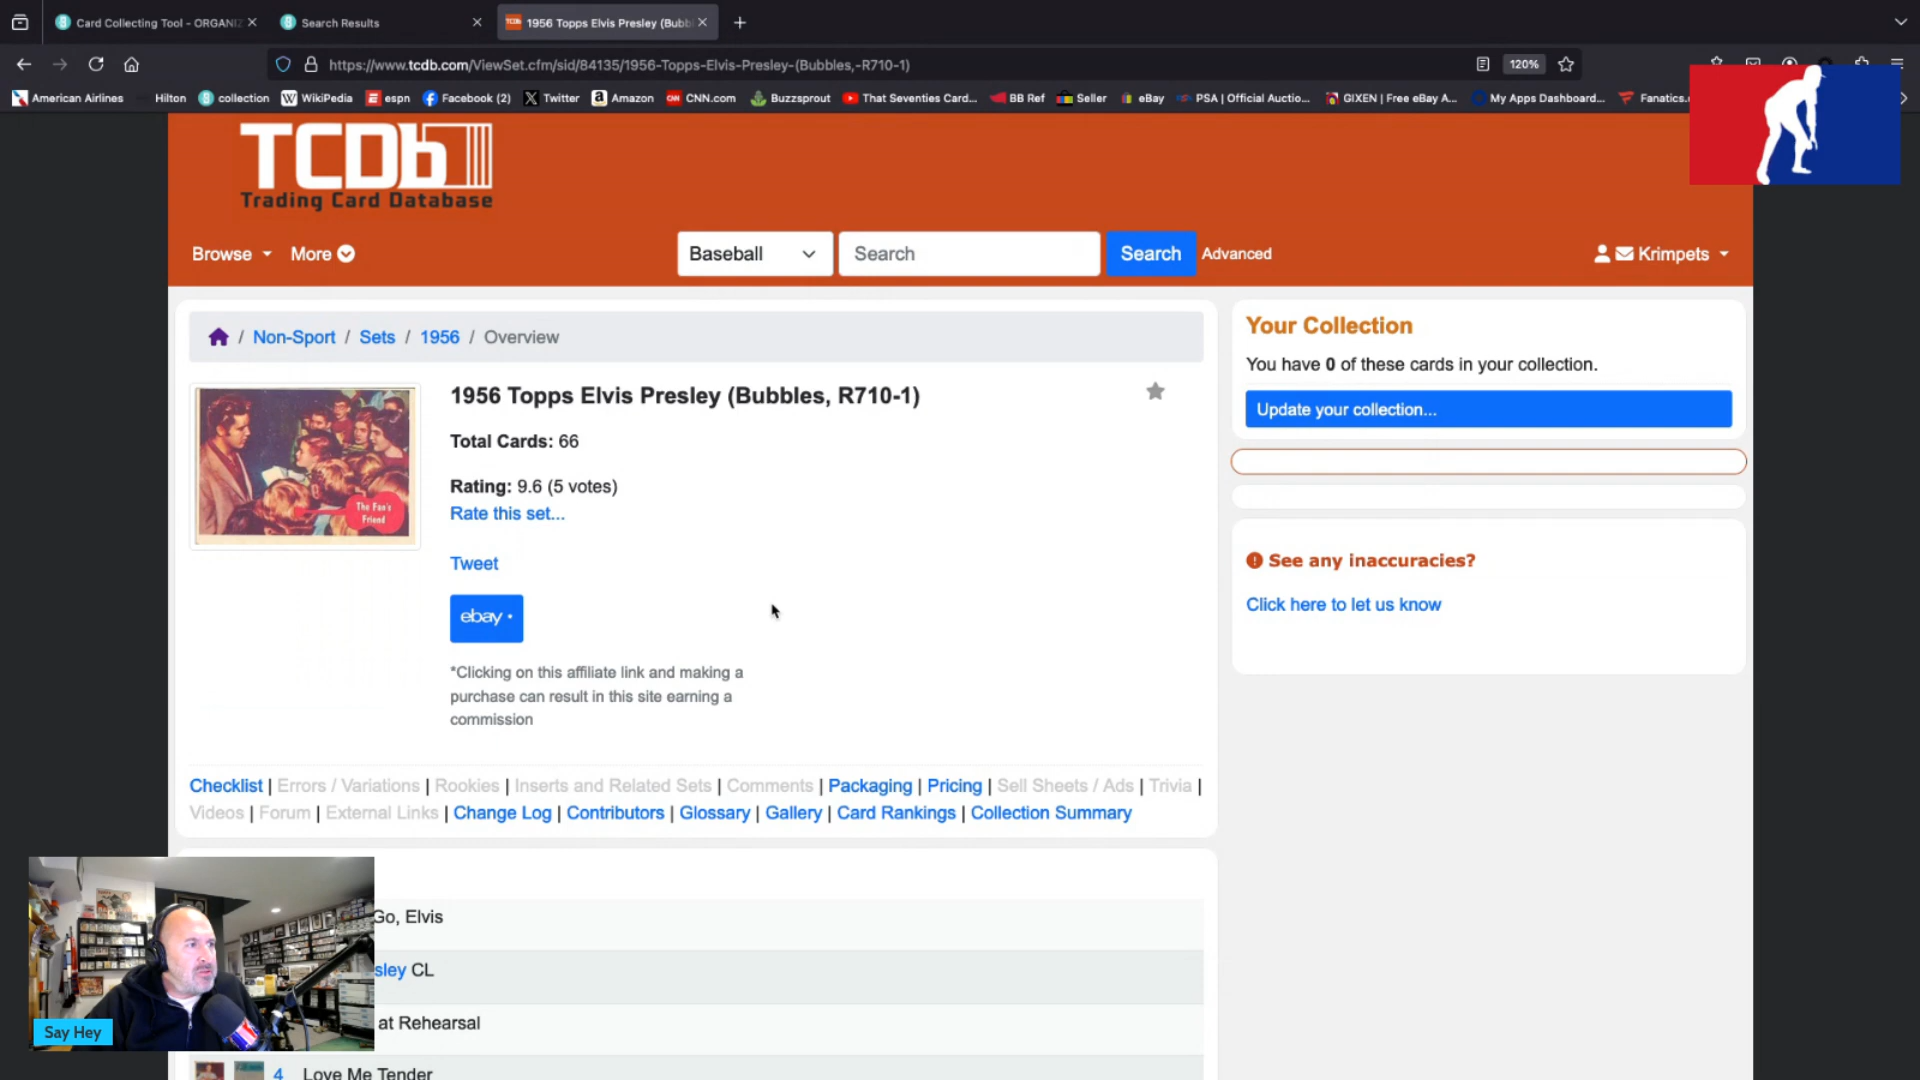 Card Collecting Tool - ORGANIZ
Search Results
1956 Topps Elvis Presley (Bubbl
https://www.tcdb.com/ViewSet.cfm/sid/84135/1956-Topps-Elvis-Presley-(Bubbles,-R710-1)
120%
American Airlines
Hilton
collection
WikiPedia
espn
Facebook (2)
Twitter
Amazon
CNN.com
Buzzsprout
That Seventies Card...
BB Ref
Seller
eBay
PSA | Official Auctio...
GIXEN | Free eBay A...
My Apps Dashboard...
Fanatics.
TCDb
Trading Card Database
Browse
More
Baseball
Search
Search
Advanced
Krimpets
/ Non-Sport / Sets / 1956 / Overview
The Fan's
Friend
1956 Topps Elvis Presley (Bubbles, R710-1)
Total Cards: 66
Rating: 9.6 (5 votes)
Rate this set...
Tweet
ebay
*Clicking on this affiliate link and making a
purchase can result in this site earning a
commission
Checklist | Errors / Variations | Rookies | Inserts and Related Sets | Comments | Packaging | Pricing | Sell Sheets / Ads | Trivia |
Videos | Forum | External Links | Change Log | Contributors | Glossary | Gallery | Card Rankings | Collection Summary
Go, Elvis
sley CL
at Rehearsal
4 Love Me Tender
Your Collection
You have 0 of these cards in your collection.
Update your collection...
See any inaccuracies?
Click here to let us know
Say Hey